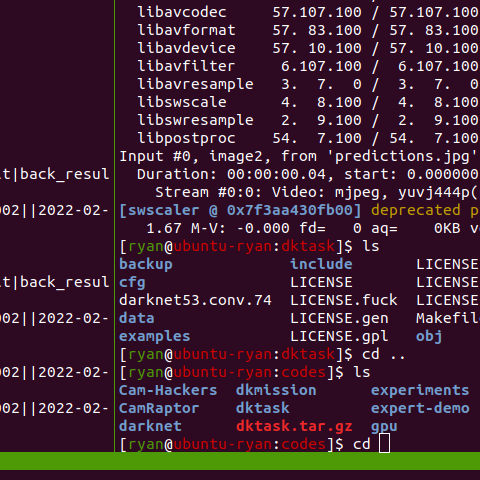 libavcodec 57.107.100 / 57.107.100
libavformat 57. 83.100 / 57. 83.100
libavdevice 57. 10.100 / 57. 10.100
libavfilter 6.107.100 / 6.107.100
libavresample 3. 7. 0 / 3. 7.
libswscale 4. 8.100 / 4. 8.100
libswresample 2. 9.100 / 2. 9.100
libpostproc 54. 7.100 / 54. 7.100
Input #0, image2, from 'predictions.jpg'
.t|back_resul Duration: 00:00:00.04, start: 0.000000
Stream #0:0: Video: mjpeg, yuvj444p(
002||2022-02- [swscaler @ 0x7f3aa430fb00] deprecated p
1.67 M-V: -0.000 fd= 0 aq= 0KB v
[ryan@ubuntu-ryan:dktask]$ ls
backup include LICENSE
.t|back_resul cfg LICENSE LICENSE
darknet53.conv.74 LICENSE.fuck LICENSE
002||2022-02- data LICENSE.gen Makefile
examples LICENSE.gpl obj
[ryan@ubuntu-ryan:dktask]$ cd ..
002||2022-02- [ryan@ubuntu-ryan:codes]$ ls
Cam-Hackers dkmission experiments
002||2022-02- CamRaptor dktask expert-demo
darknet dktask.tar.gz gpu
[ryan@ubuntu-ryan:codes]$ cd